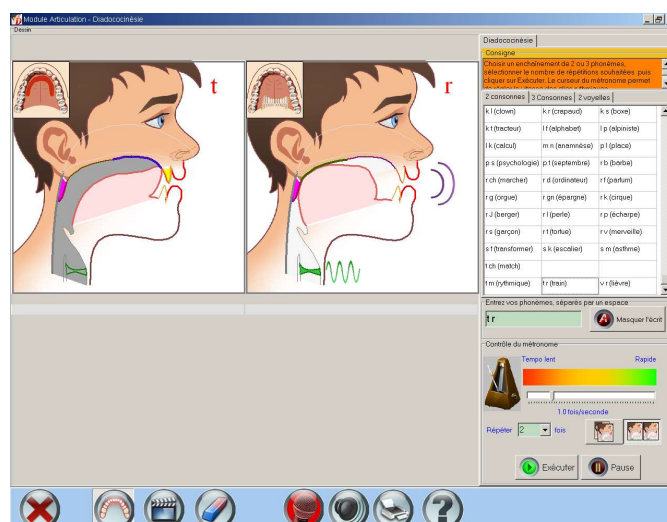 Module Articulation - Diadococinésie
Dessin
t
r
Diadococinésie
Consigne
Choisir un enchaînement de 2 ou 3 phonèmes,
sélectionner le nombre de répétitions souhaitées, puis
cliquer sur Exécuter. Le curseur du métronome permet
2 consonnes 3 Consonnes 2 voyelles
k l (clown) k r (crapaud) k s (boxe)
k t (tracteur) l f (alphabet) l p (alpiniste)
l k (calcul) m n (anamnèse) p l (place)
p s (psychologie) p t (septembre) r b (barbe)
r ch (marcher) r d (ordinateur) r f (parfum)
r g (orgue) r gn (épargne) r k (cirque)
r J (berger) r l (perle) r p (écharpe)
r s (garçon) r t (tortue) r v (merveille)
s f (transformer) s k (escalier) s m (asthme)
t ch (match)
t m (rythmique) t r (train) v r (lièvre)
Entrez vos phonèmes, séparés par un espace
t r
A Masquer l'écrit
Contrôle du métronome
Tempo lent Rapide
1.0 fois/seconde
Répéter 2 fois
Exécuter Pause
?